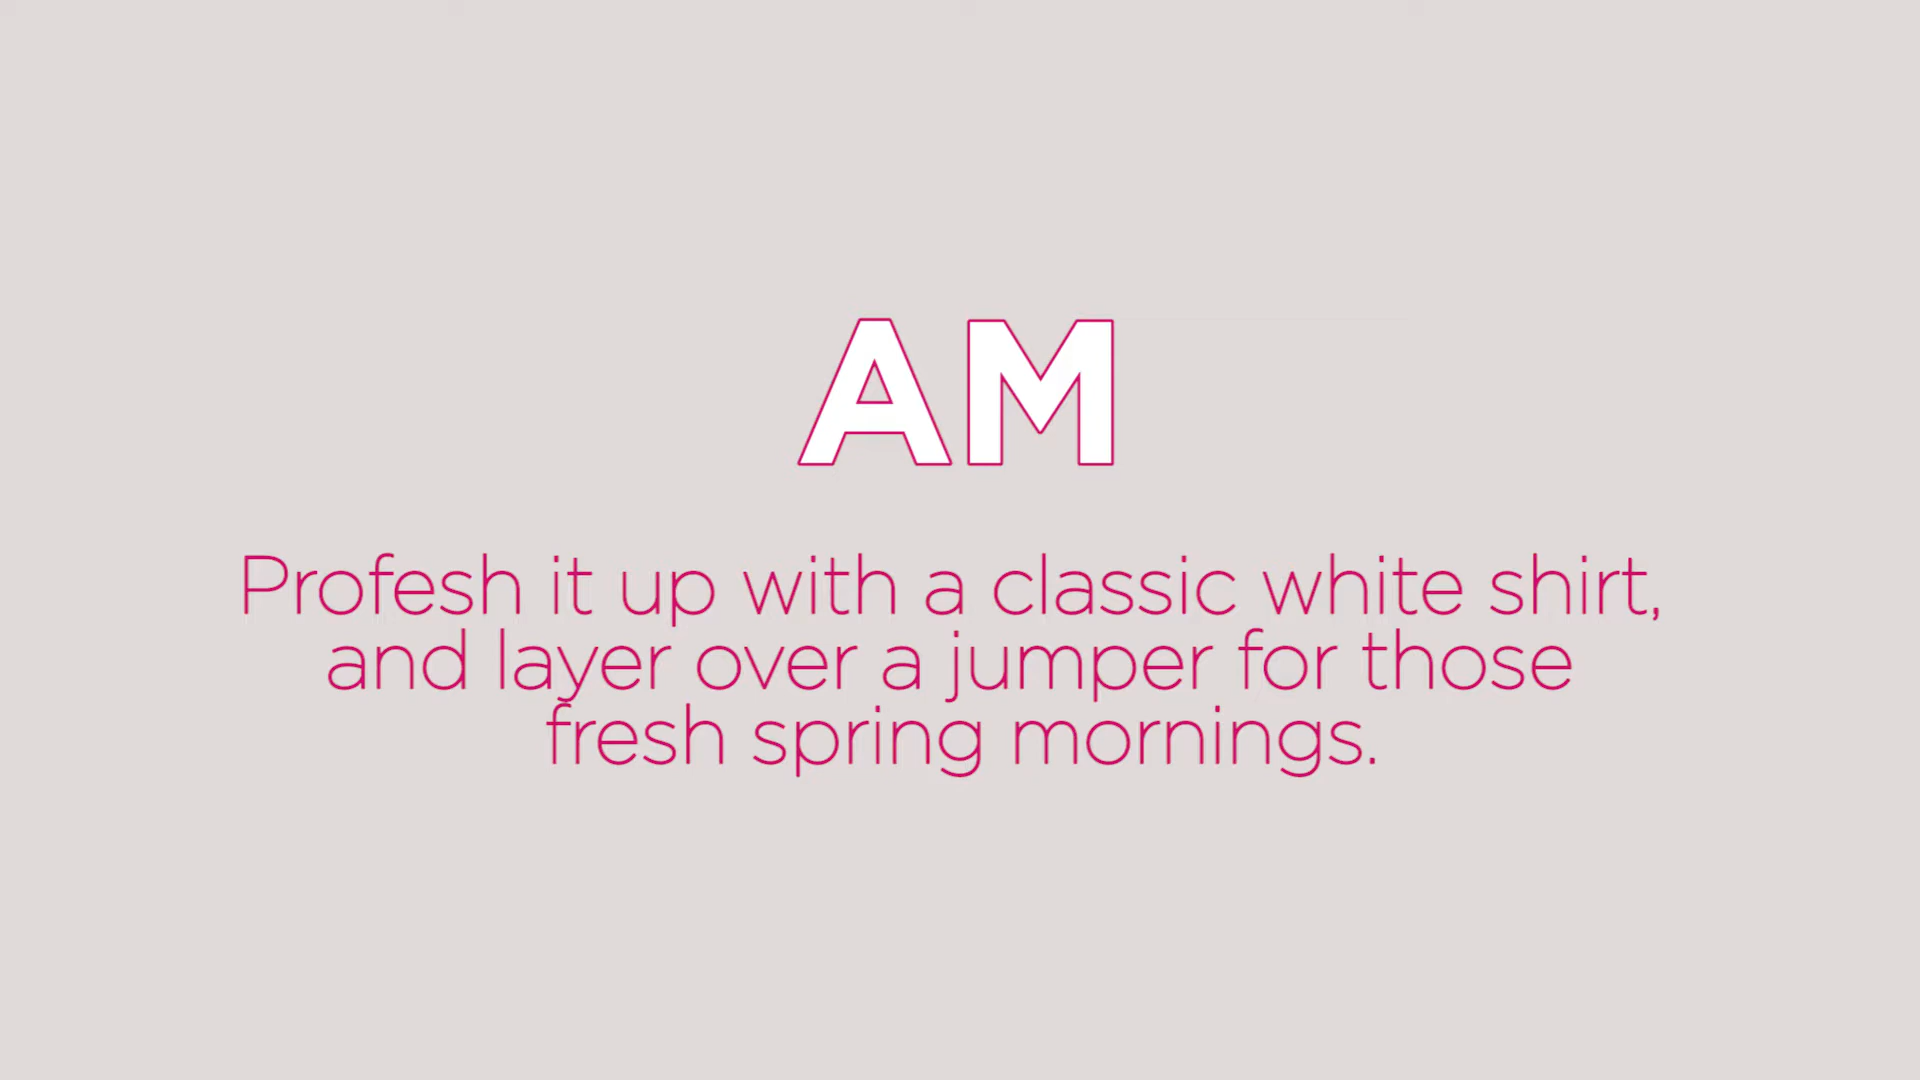 AM
Profesh it up with a classic white shirt,
and layer over a jumper for those
fresh spring mornings.